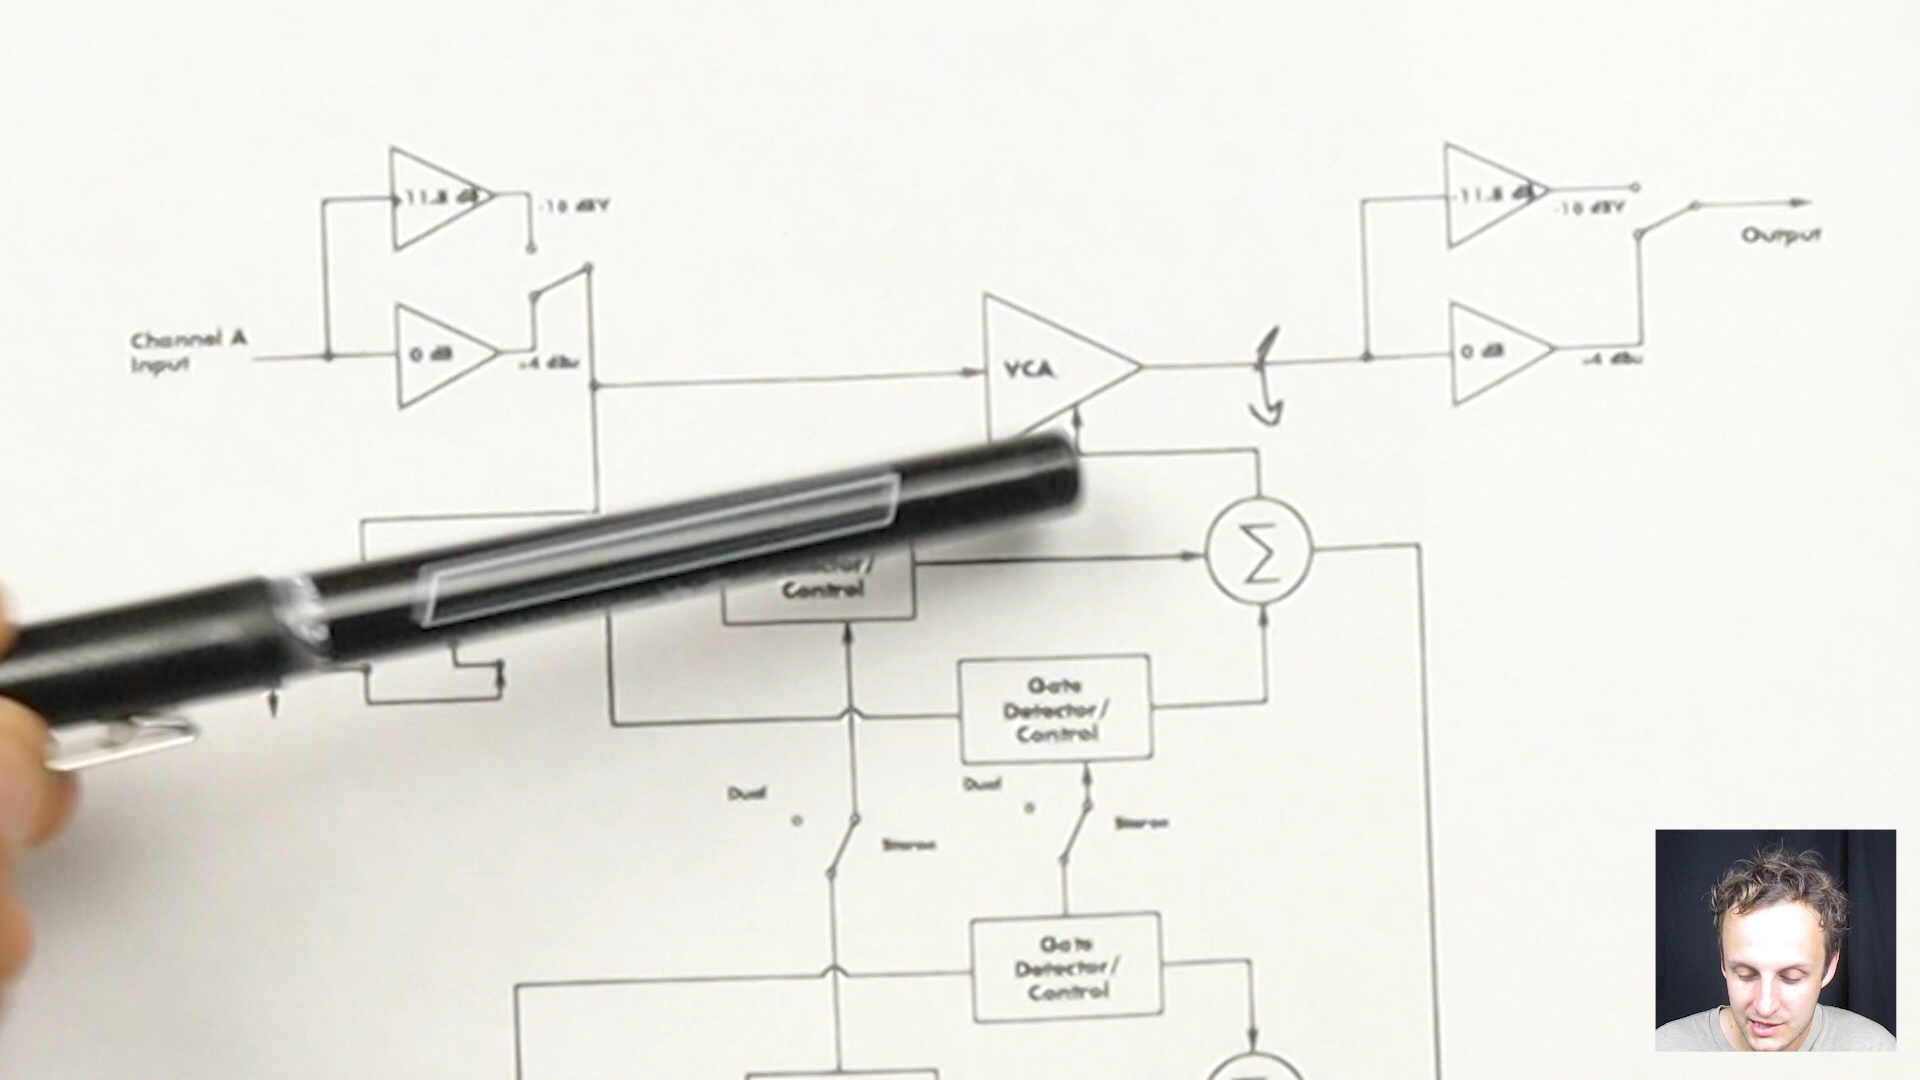 11.8 dB
-10 dBV
Channel A
Input
0 dB
+4 dBu
VCA
11.8 dB
-10 dBV
Output
0 dB
+4 dBu
Σ
Control
Gate
Detector/
Control
Dual
Stereo
Dual
Stereo
Gate
Detector/
Control